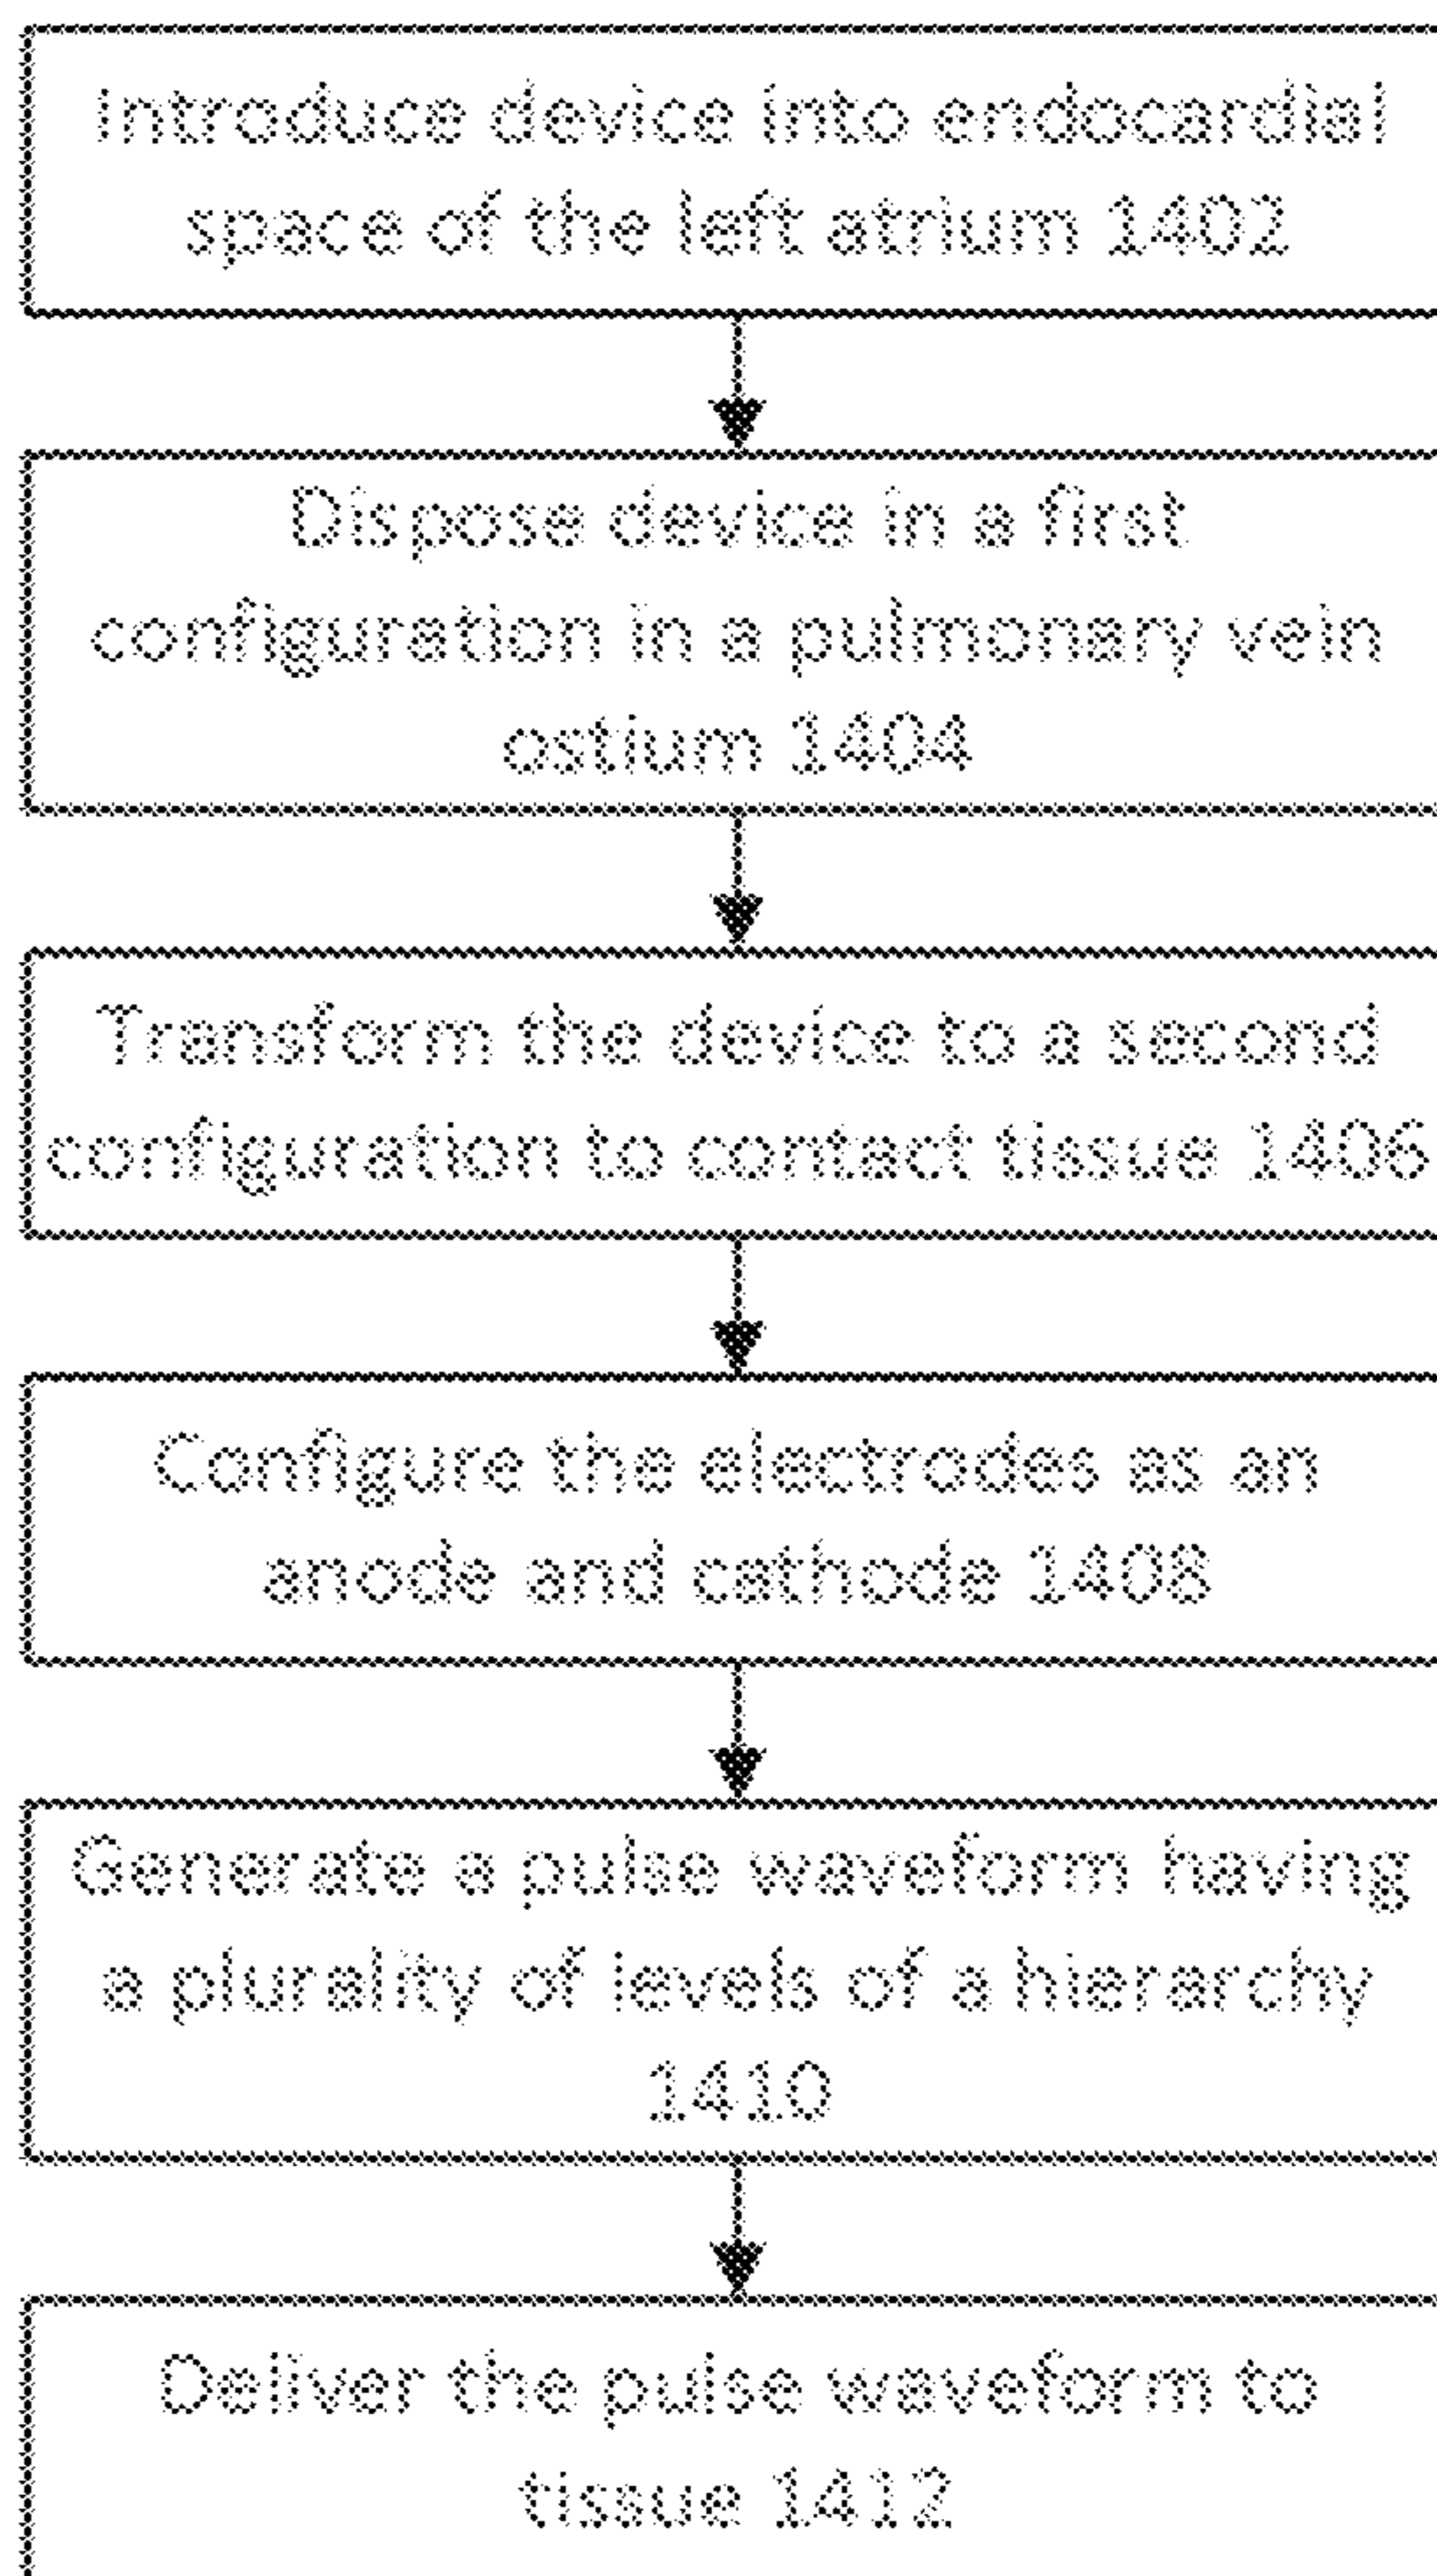 Introduce device into endocardial
space of the left atrium 1402
Dispose device in a first
configuration in a pulmonary vein
ostium 1404
Transform the device to a second
configuration to contact tissue 1406
Configure the electrodes as an
anode and cathode 1408
Generate a pulse waveform having
a plurality of levels of a hierarchy
1410
Deliver the pulse waveform to
tissue 1412